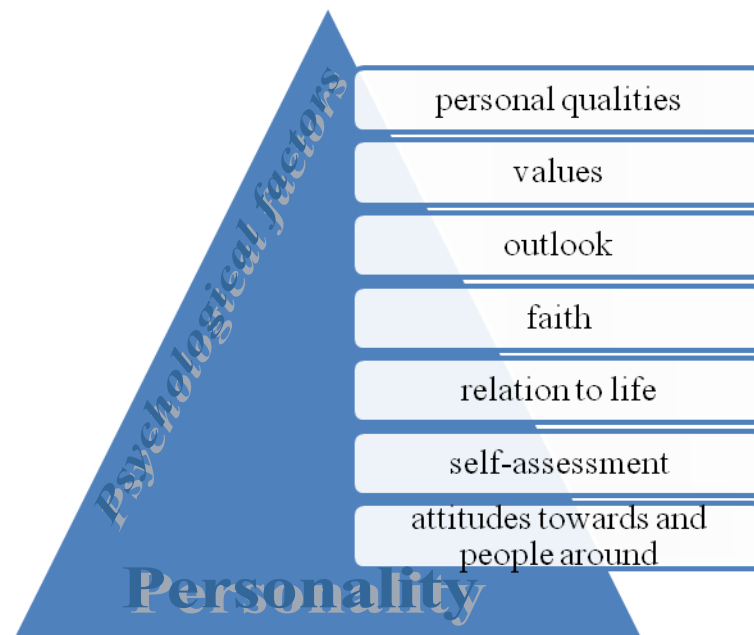 Psychological factors
personal qualities
values
outlook
faith
relation to life
self-assessment
attitudes towards and
people around
Personality